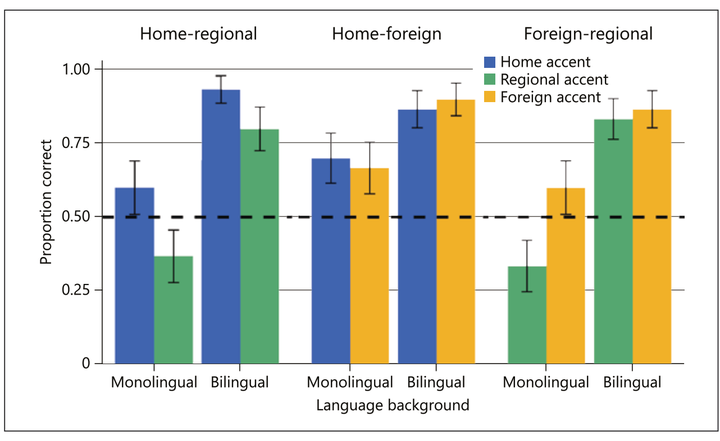 Home-regional
Home-foreign
Foreign-regional
Home accent
Regional accent
Foreign accent
Proportion correct
1.00
0.75
0.50
0.25
0
Monolingual
Bilingual
Monolingual
Bilingual
Monolingual
Bilingual
Language background